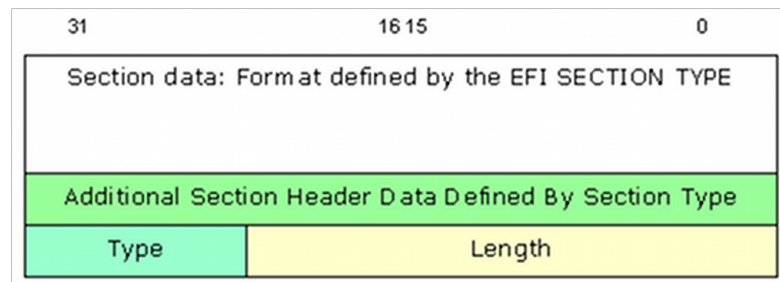 31 16 15 0
Section data: Format defined by the EFI SECTION TYPE
Additional Section Header Data Defined By Section Type
Type Length